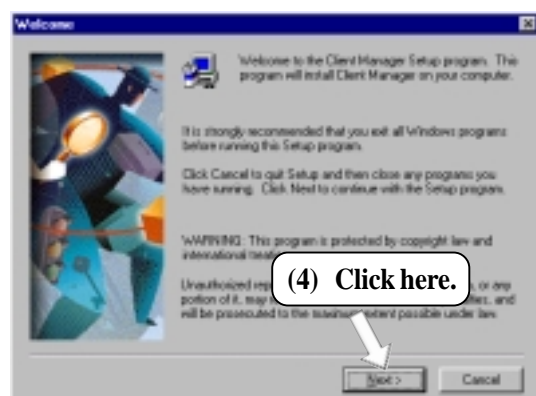 Welcome
Welcome to the Client Manager Setup program. This
program will install Client Manager on your computer.
It is strongly recommended that you exit all Windows programs
before running this Setup program.
Click Cancel to quit Setup and then close any programs you
have running. Click Next to continue with the Setup program.
WARNING: This program is protected by copyright law and
international
Unauthorized , or any
portion of it, may and
will be prosecuted to the maximum extent possible under law.
(4) Click here.
Next >
Cancel